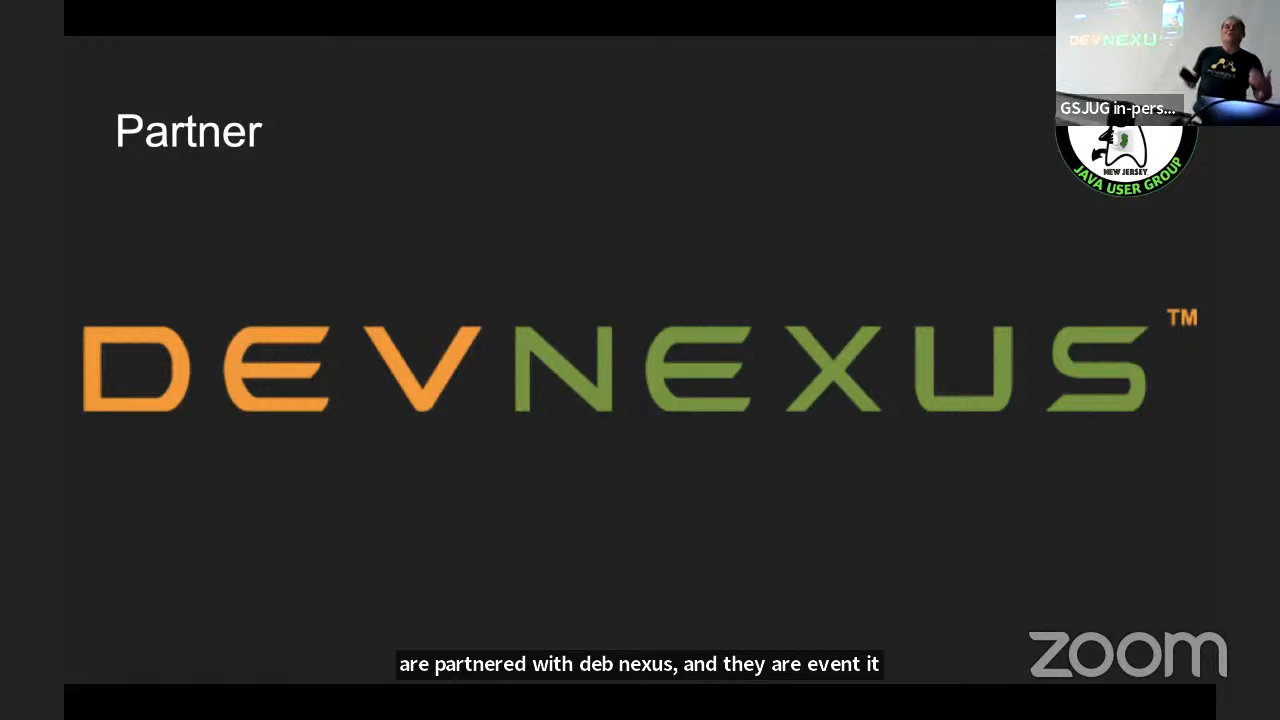 Partner
DEVNEXU
GSJUG in-pers...
NEW JERSEY
JAVA USER GROUP
DEVNEXUS™
are partnered with deb nexus, and they are event it
zoom